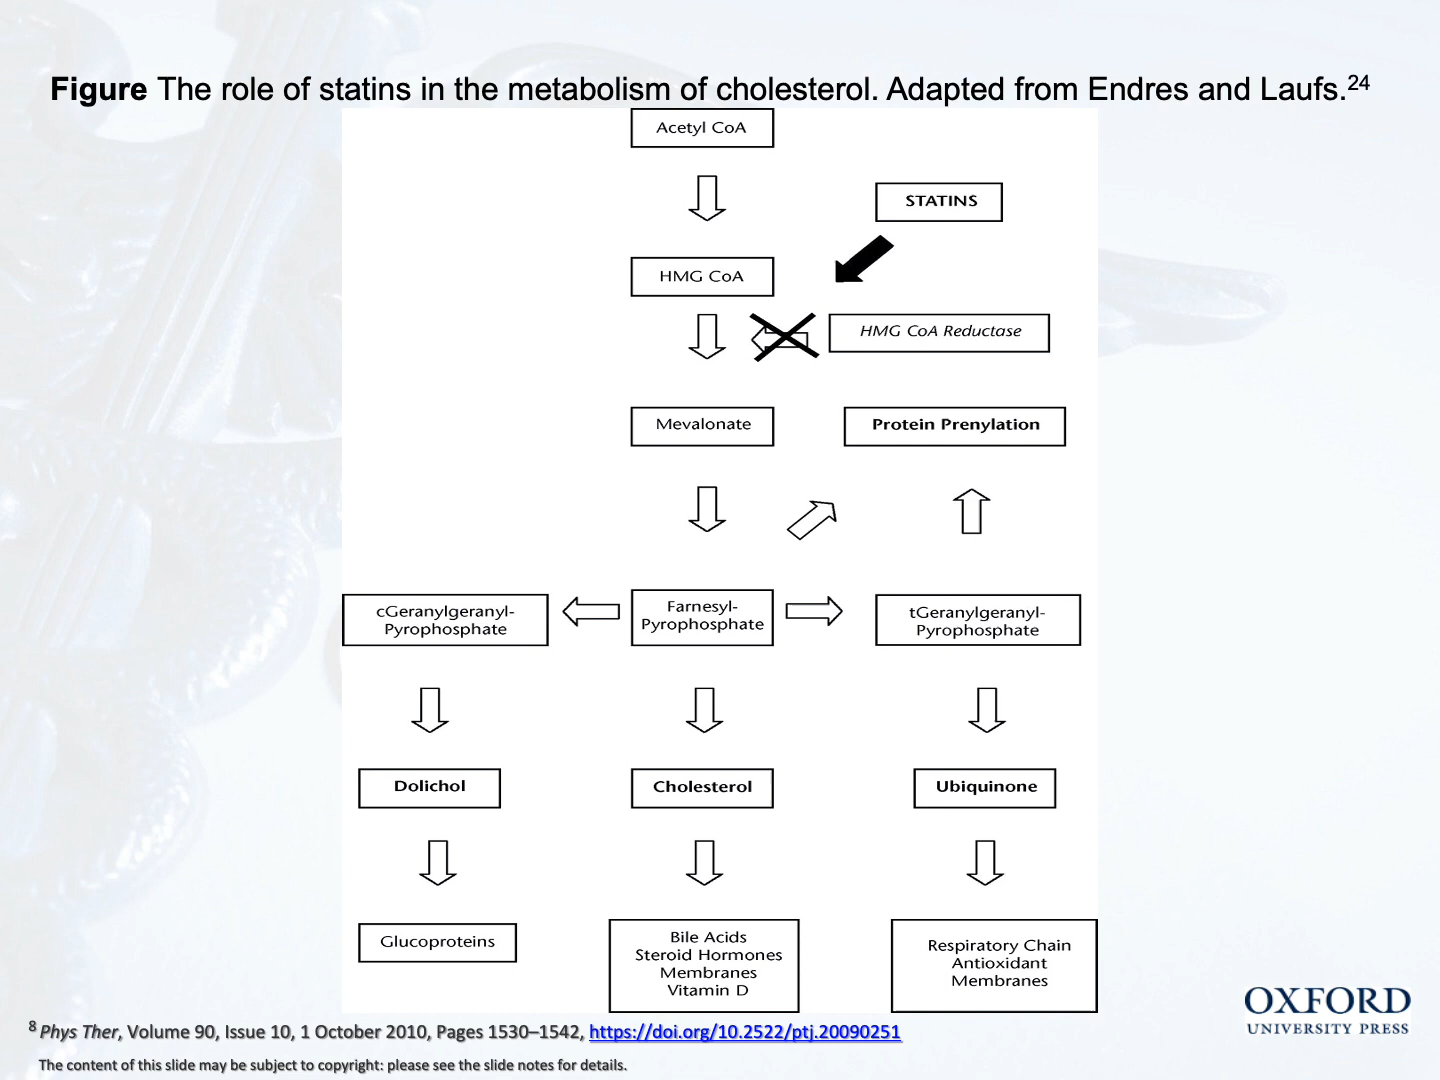 Figure The role of statins in the metabolism of cholesterol. Adapted from Endres and Laufs.24
Acetyl CoA
STATINS
HMG CoA
HMG CoA Reductase
Mevalonate
Protein Prenylation
cGeranylgeranyl-
Pyrophosphate
Farnesyl-
Pyrophosphate
tGeranylgeranyl-
Pyrophosphate
Dolichol
Cholesterol
Ubiquinone
Glucoproteins
Bile Acids
Steroid Hormones
Membranes
Vitamin D
Respiratory Chain
Antioxidant
Membranes
OXFORD
UNIVERSITY PRESS
8 Phys Ther, Volume 90, Issue 10, 1 October 2010, Pages 1530–1542, https://doi.org/10.2522/ptj.20090251
The content of this slide may be subject to copyright: please see the slide notes for details.